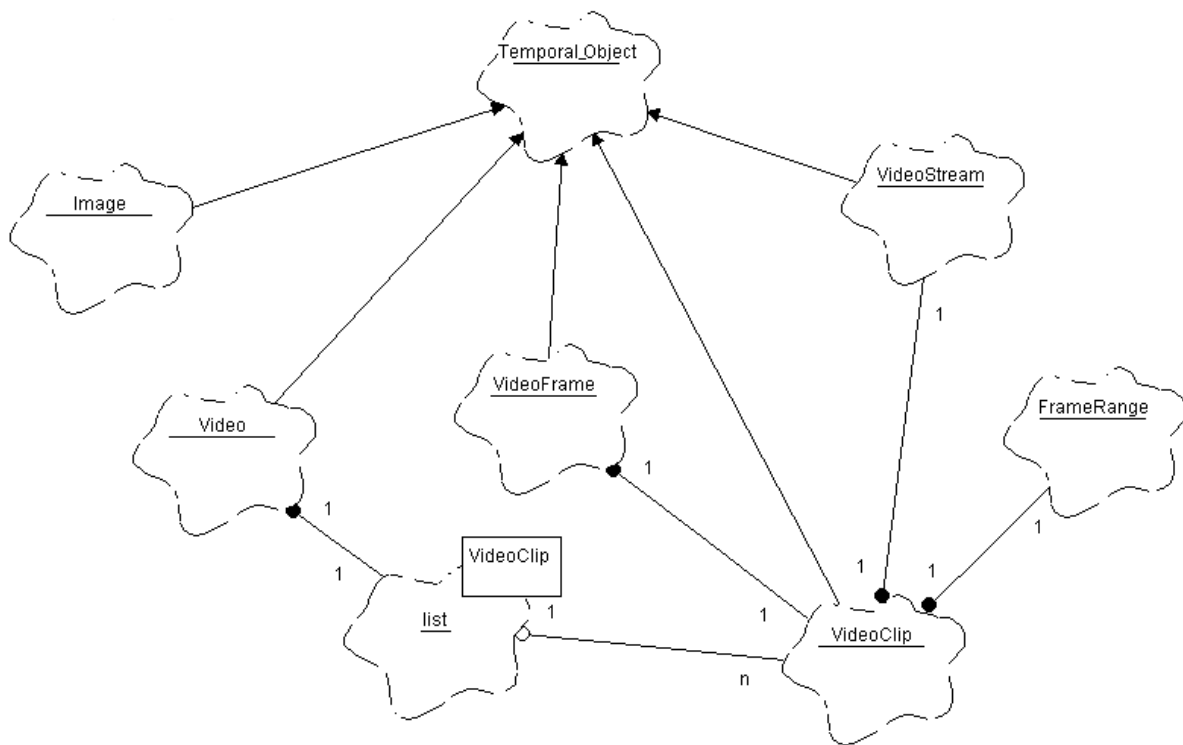 Temporal_Object
VideoStream
Image
1
VideoFrame
FrameRange
Video
1
1
1
VideoClip
1
1
1
1
1
list
VideoClip
n